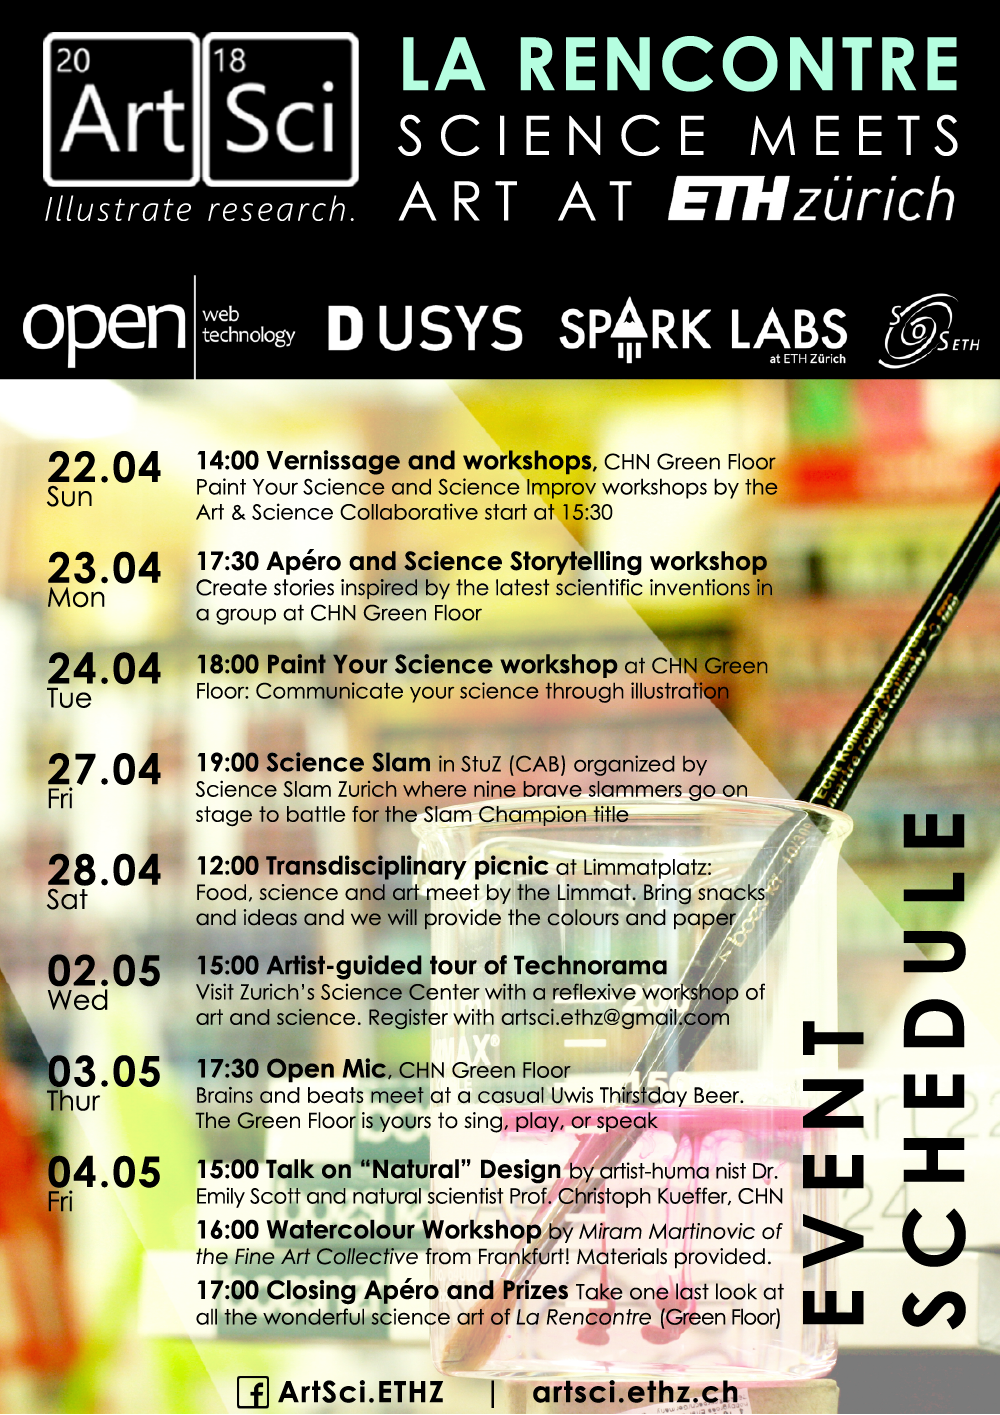 20
Art
18
Sci
Illustrate research.
LA RENCONTRE
SCIENCE MEETS
ART AT ETH zürich
open web technology
DUSYS
SPARK LABS
at ETH Zürich
SOS ETH
22.04
Sun
14:00 Vernissage and workshops, CHN Green Floor
Paint Your Science and Science Improv workshops by the
Art & Science Collaborative start at 15:30
23.04
Mon
17:30 Apéro and Science Storytelling workshop
Create stories inspired by the latest scientific inventions in
a group at CHN Green Floor
24.04
Tue
18:00 Paint Your Science workshop at CHN Green
Floor: Communicate your science through illustration
27.04
Fri
19:00 Science Slam in StuZ (CAB) organized by
Science Slam Zurich where nine brave slammers go on
stage to battle for the Slam Champion title
28.04
Sat
12:00 Transdisciplinary picnic at Limmatplatz:
Food, science and art meet by the Limmat. Bring snacks
and ideas and we will provide the colours and paper
02.05
Wed
15:00 Artist-guided tour of Technorama
Visit Zurich's Science Center with a reflexive workshop of
art and science. Register with artsci.ethz@gmail.com
03.05
Thur
17:30 Open Mic, CHN Green Floor
Brains and beats meet at a casual Uwis Thirstday Beer.
The Green Floor is yours to sing, play, or speak
04.05
Fri
15:00 Talk on “Natural” Design by artist-huma nist Dr.
Emily Scott and natural scientist Prof. Christoph Kueffer, CHN
16:00 Watercolour Workshop by Miram Martinovic of
the Fine Art Collective from Frankfurt! Materials provided.
17:00 Closing Apéro and Prizes Take one last look at
all the wonderful science art of La Rencontre (Green Floor)
EVENT
SCHEDULE
f ArtSci.ETHZ | artsci.ethz.ch